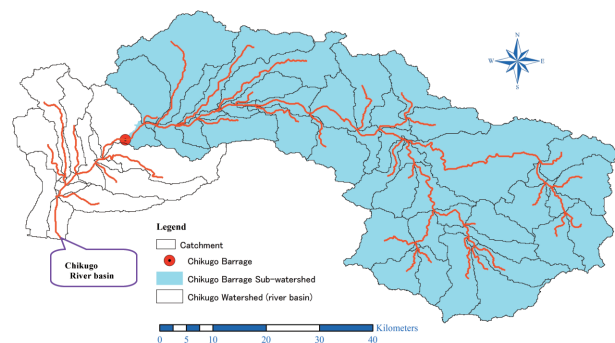 N
W
E
S
Legend
Catchment
Chikugo Barrage
Chikugo Barrage Sub-watershed
Chikugo Watershed (river basin)
Chikugo
River basin
Kilometers
0 5 10 20 30 40